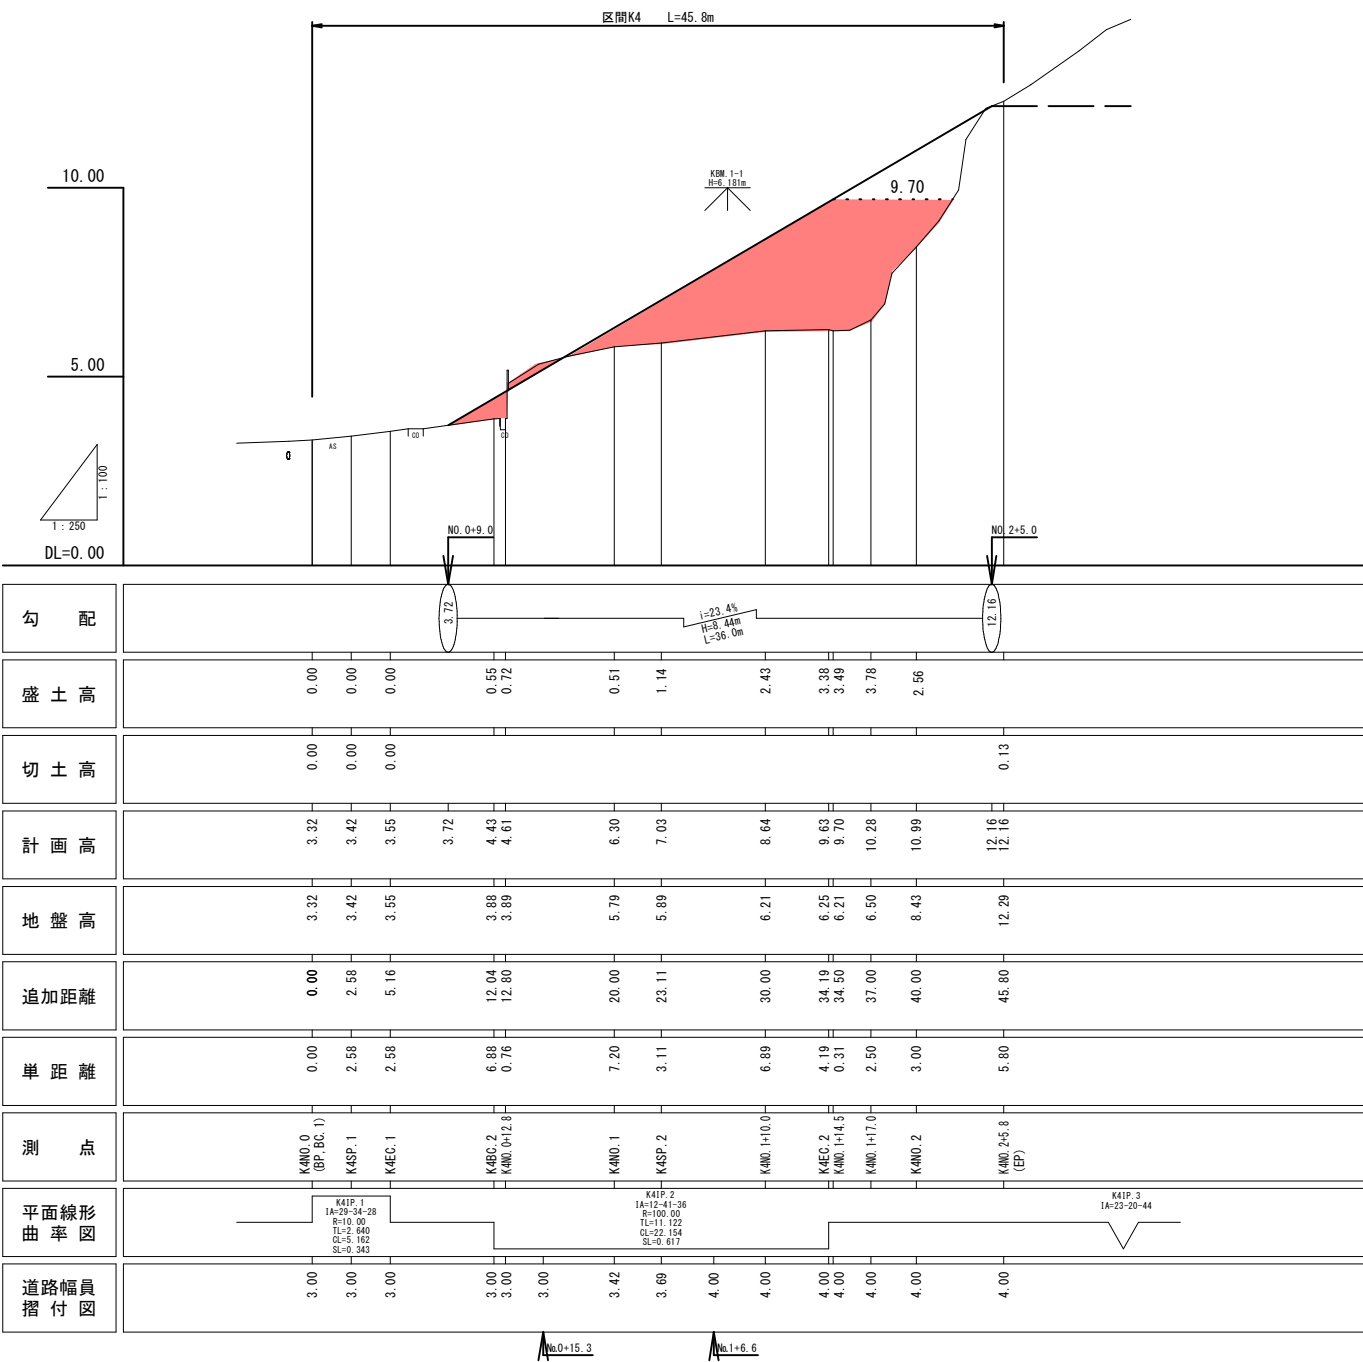 区間K4 L=45.8m
KBM.1-1
H=6.181m
9.70
10.00
5.00
DL=0.00
1 : 100
1 : 250
AS
CO
CO
NO.0+9.0
NO.2+5.0
勾 配
3.72
i=23.4%
H=8.44m
L=36.0m
12.16
盛土高
0.00 0.00 0.00 0.55 0.72 0.51 1.14 2.43 3.38 3.49 3.78 2.56
切土高
0.00 0.00 0.00 0.13
計画高
3.32 3.42 3.55 3.72 4.43 4.61 6.30 7.03 8.64 9.63 9.70 10.28 10.99 12.16 12.16
地盤高
3.32 3.42 3.55 3.88 3.89 5.79 5.89 6.21 6.25 6.21 6.50 8.43 12.29
追加距離
0.00 2.58 5.16 12.04 12.80 20.00 23.11 30.00 34.19 34.50 37.00 40.00 45.80
単距離
0.00 2.58 2.58 6.88 0.76 7.20 3.11 6.89 4.19 0.31 2.50 3.00 5.80
測 点
K4NO.0
(BP,BC.1)
K4SP.1
K4EC.1
K4BC.2
K4NO.0+12.8
K4NO.1
K4SP.2
K4NO.1+10.0
K4EC.2
K4NO.1+14.5
K4NO.1+17.0
K4NO.2
K4NO.2+5.8
(EP)
平面線形
曲率図
K4IP.1
IA=29-34-28
R=10.00
TL=2.640
CL=5.162
SL=0.343
K4IP.2
IA=12-41-36
R=100.00
TL=11.122
CL=22.154
SL=0.617
K4IP.3
IA=23-20-44
道路幅員
摺付図
3.00 3.00 3.00 3.00 3.00 3.00 3.42 3.69 4.00 4.00 4.00 4.00 4.00 4.00 4.00
No.0+15.3
No.1+6.6